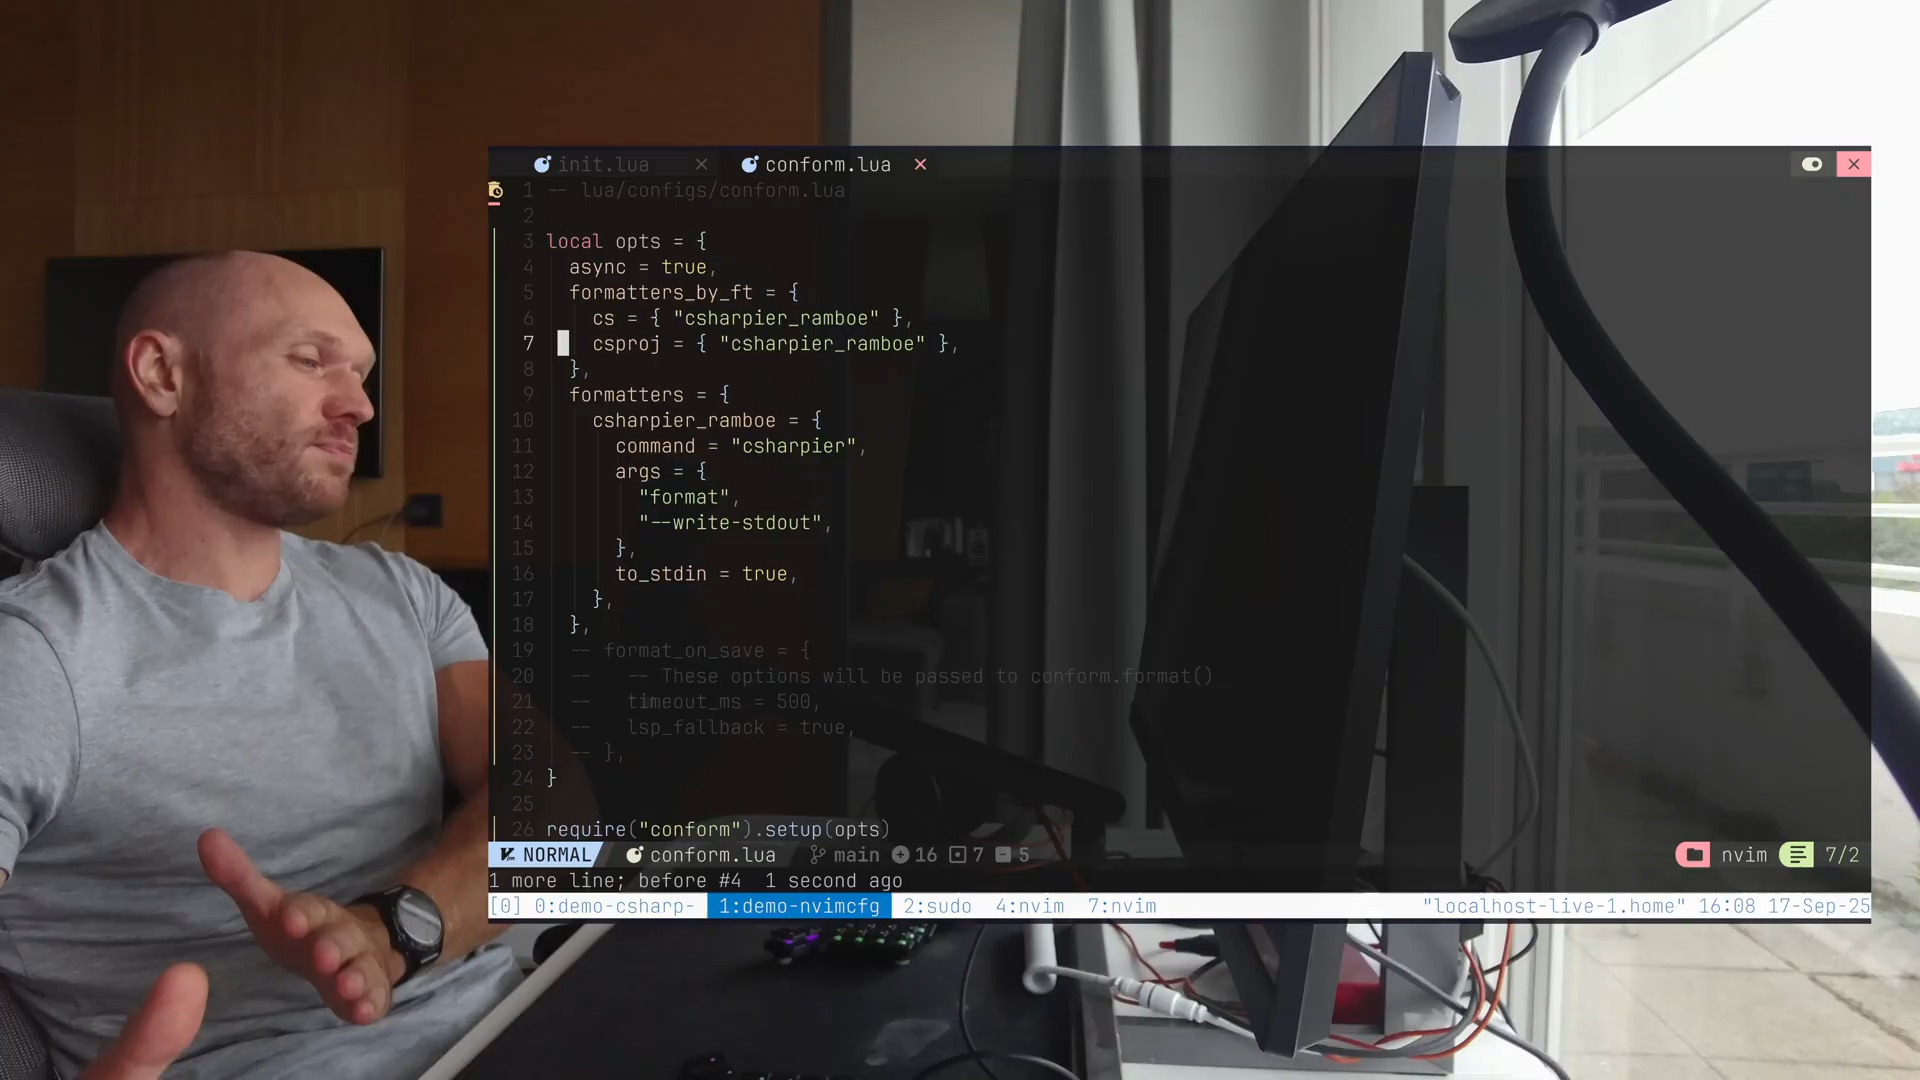 init.lua × conform.lua ×
1 -- lua/configs/conform.lua
2
3 local opts = {
4 async = true,
5 formatters_by_ft = {
6 cs = { "csharpier_ramboe" },
7 csproj = { "csharpier_ramboe" },
8 },
9 formatters = {
10 csharpier_ramboe = {
11 command = "csharpier",
12 args = {
13 "format",
14 "--write-stdout",
15 },
16 to_stdin = true,
17 },
18 },
19 -- format_on_save = {
20 -- -- These options will be passed to conform.format()
21 -- timeout_ms = 500,
22 -- lsp_fallback = true,
23 -- },
24 }
25
26 require("conform").setup(opts)
NORMAL conform.lua main 16 7 5 nvim 7/2
1 more line; before #4 1 second ago
[0] 0:demo-csharp- 1:demo-nvimcfg 2:sudo 4:nvim 7:nvim "localhost-live-1.home" 16:08 17-Sep-25